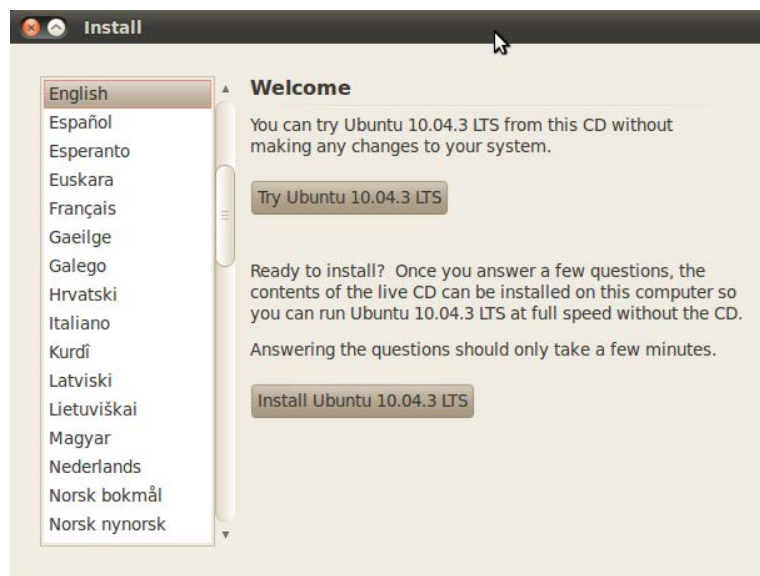 Install
English
Español
Esperanto
Euskara
Français
Gaeilge
Galego
Hrvatski
Italiano
Kurdî
Latviski
Lietuviškai
Magyar
Nederlands
Norsk bokmål
Norsk nynorsk
Welcome
You can try Ubuntu 10.04.3 LTS from this CD without
making any changes to your system.
Try Ubuntu 10.04.3 LTS
Ready to install? Once you answer a few questions, the
contents of the live CD can be installed on this computer so
you can run Ubuntu 10.04.3 LTS at full speed without the CD.
Answering the questions should only take a few minutes.
Install Ubuntu 10.04.3 LTS